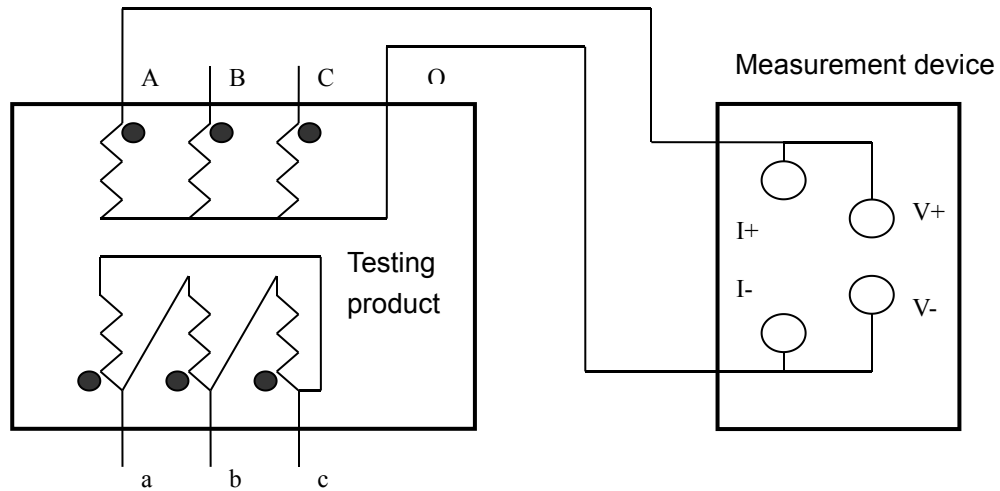 A B C O
Measurement device
I+ V+
I- V-
Testing
product
a b c